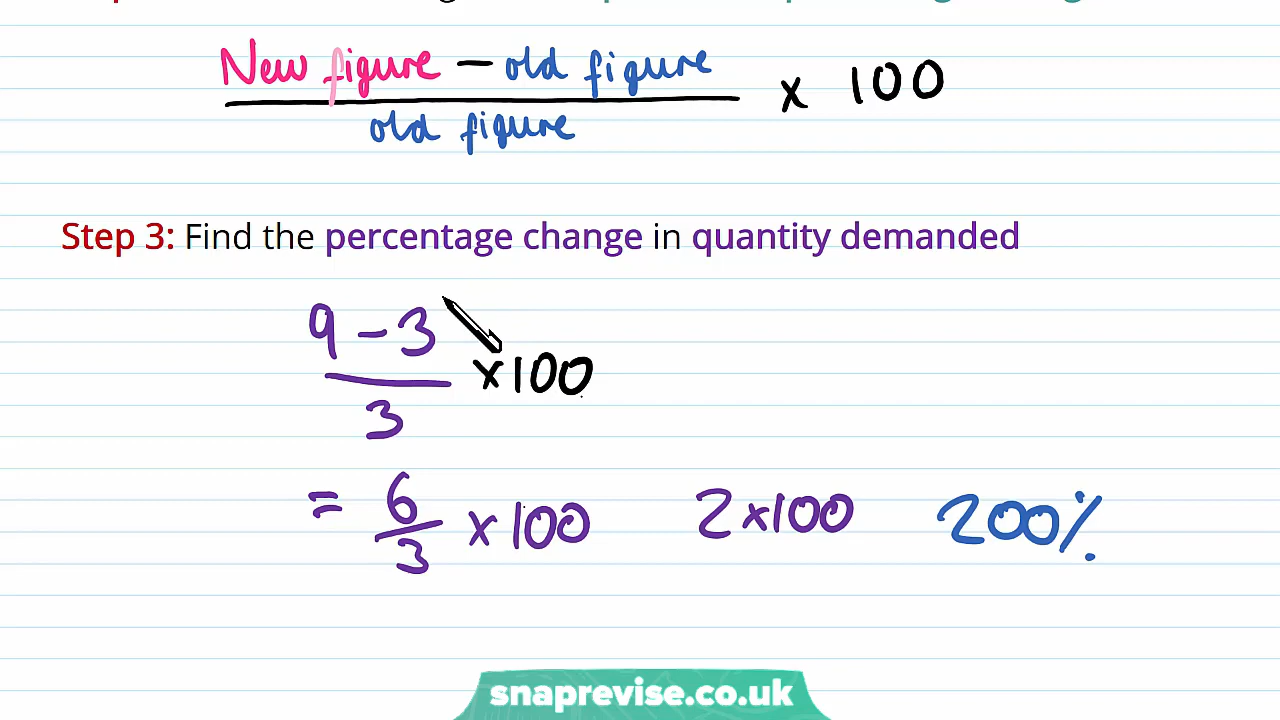 New figure - old figure
old figure
x 100
Step 3: Find the percentage change in quantity demanded
9 - 3
3
x100
= 6
3
x 100 2 x100 200%
snaprevise.co.uk